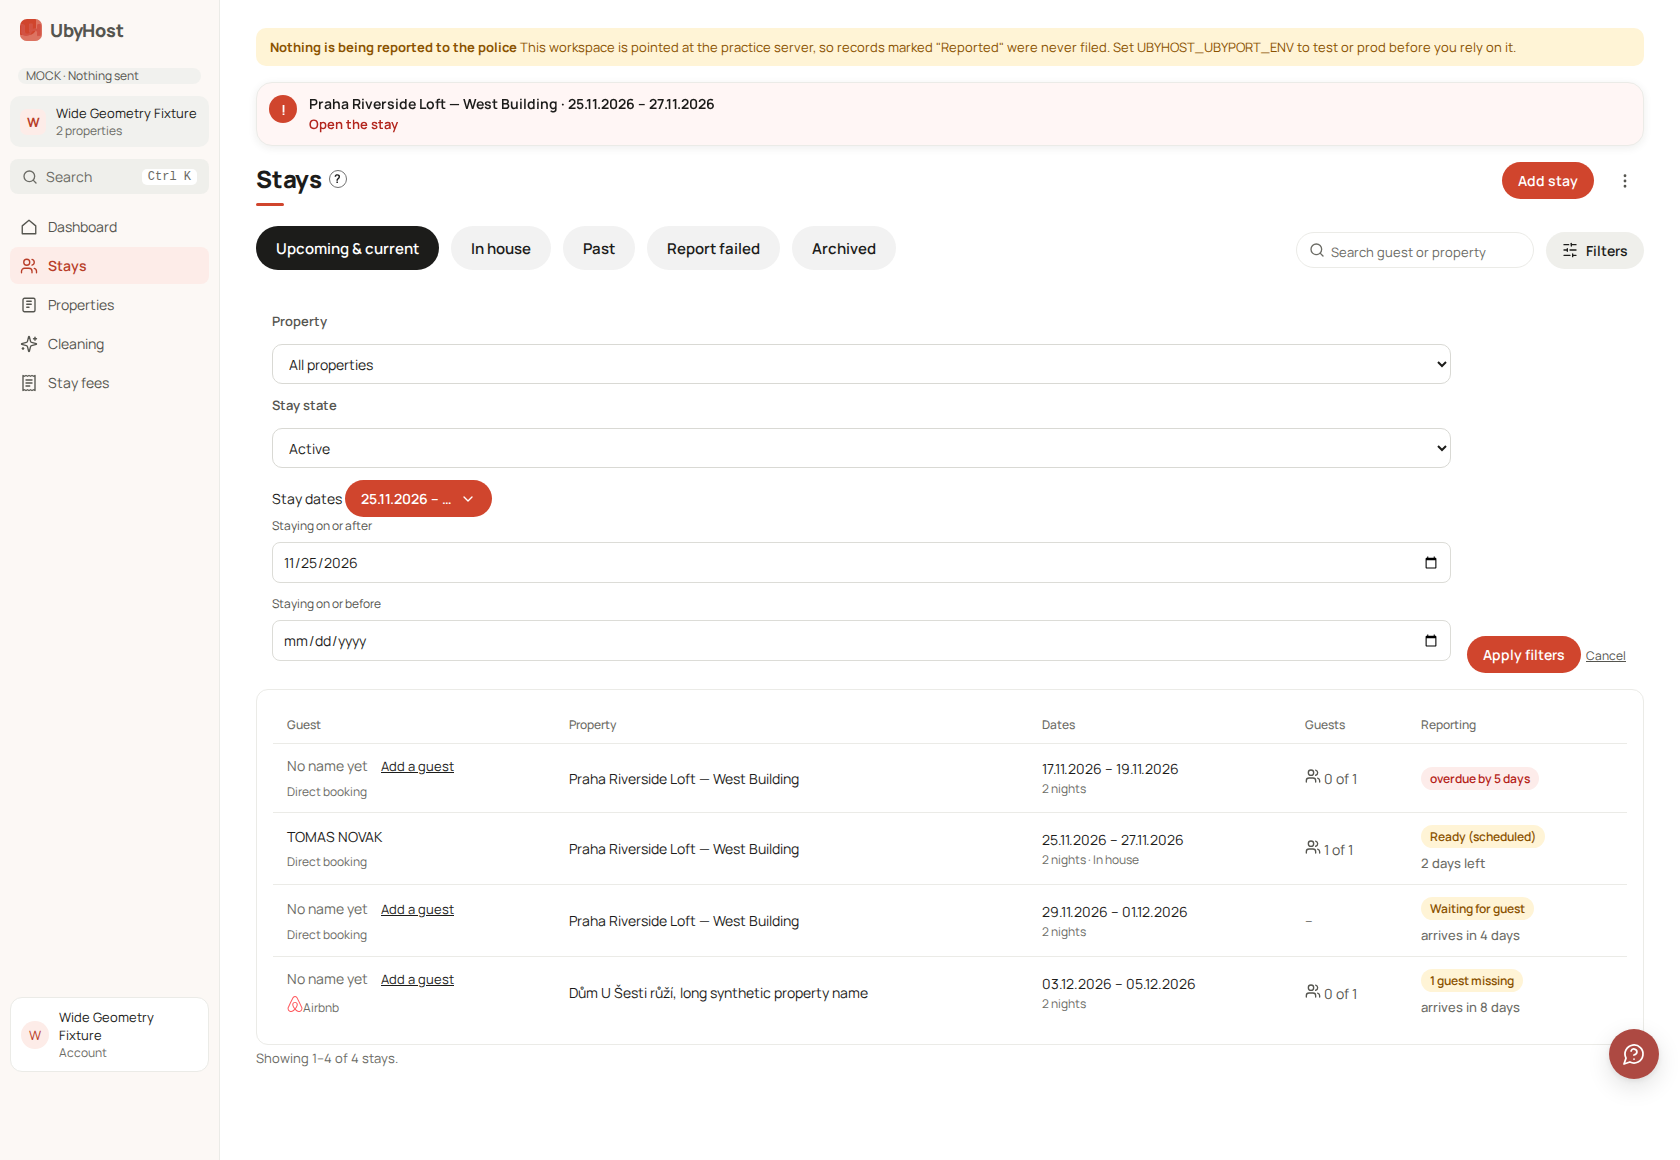 UbyHost
MOCK · Nothing sent
W
Wide Geometry Fixture
2 properties
Search
Ctrl K
Dashboard
Stays
Properties
Cleaning
Stay fees
W
Wide Geometry
Fixture
Account
Nothing is being reported to the police This workspace is pointed at the practice server, so records marked "Reported" were never filed. Set UBYHOST_UBYPORT_ENV to test or prod before you rely on it.
!
Praha Riverside Loft — West Building · 25.11.2026 – 27.11.2026
Open the stay
Stays ?
Add stay
Upcoming & current
In house
Past
Report failed
Archived
Search guest or property
Filters
Property
All properties
Stay state
Active
Stay dates 25.11.2026 – ...
Staying on or after
11/25/2026
Staying on or before
mm/dd/yyyy
Apply filters Cancel
Guest Property Dates Guests Reporting
No name yet Add a guest
Direct booking
Praha Riverside Loft — West Building
17.11.2026 – 19.11.2026
2 nights
0 of 1
overdue by 5 days
TOMAS NOVAK
Direct booking
Praha Riverside Loft — West Building
25.11.2026 – 27.11.2026
2 nights · In house
1 of 1
Ready (scheduled)
2 days left
No name yet Add a guest
Direct booking
Praha Riverside Loft — West Building
29.11.2026 – 01.12.2026
2 nights
–
Waiting for guest
arrives in 4 days
No name yet Add a guest
Airbnb
Dům U Šesti růží, long synthetic property name
03.12.2026 – 05.12.2026
2 nights
0 of 1
1 guest missing
arrives in 8 days
Showing 1–4 of 4 stays.